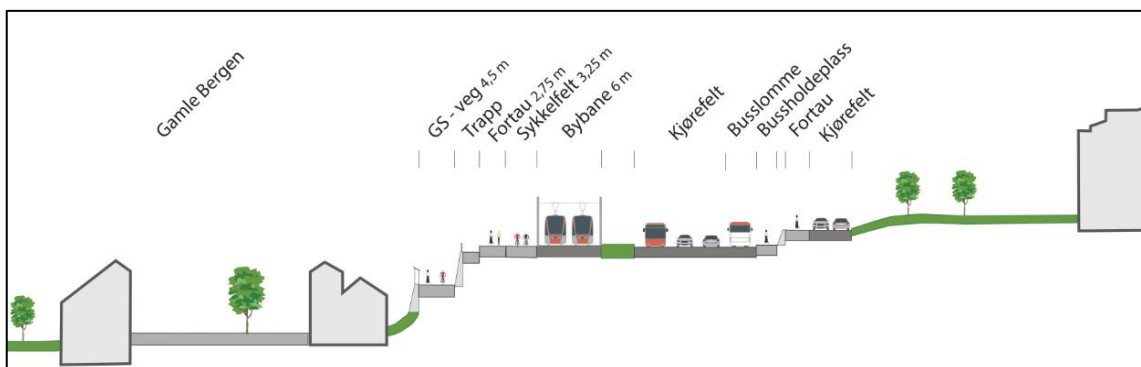 Gamle Bergen
GS - veg 4,5 m
Trapp
Fortau 2,75 m
Sykkelfelt 3,25 m
Bybane 6 m
Kjørefelt
Busslomme
Bussholdeplass
Fortau
Kjørefelt